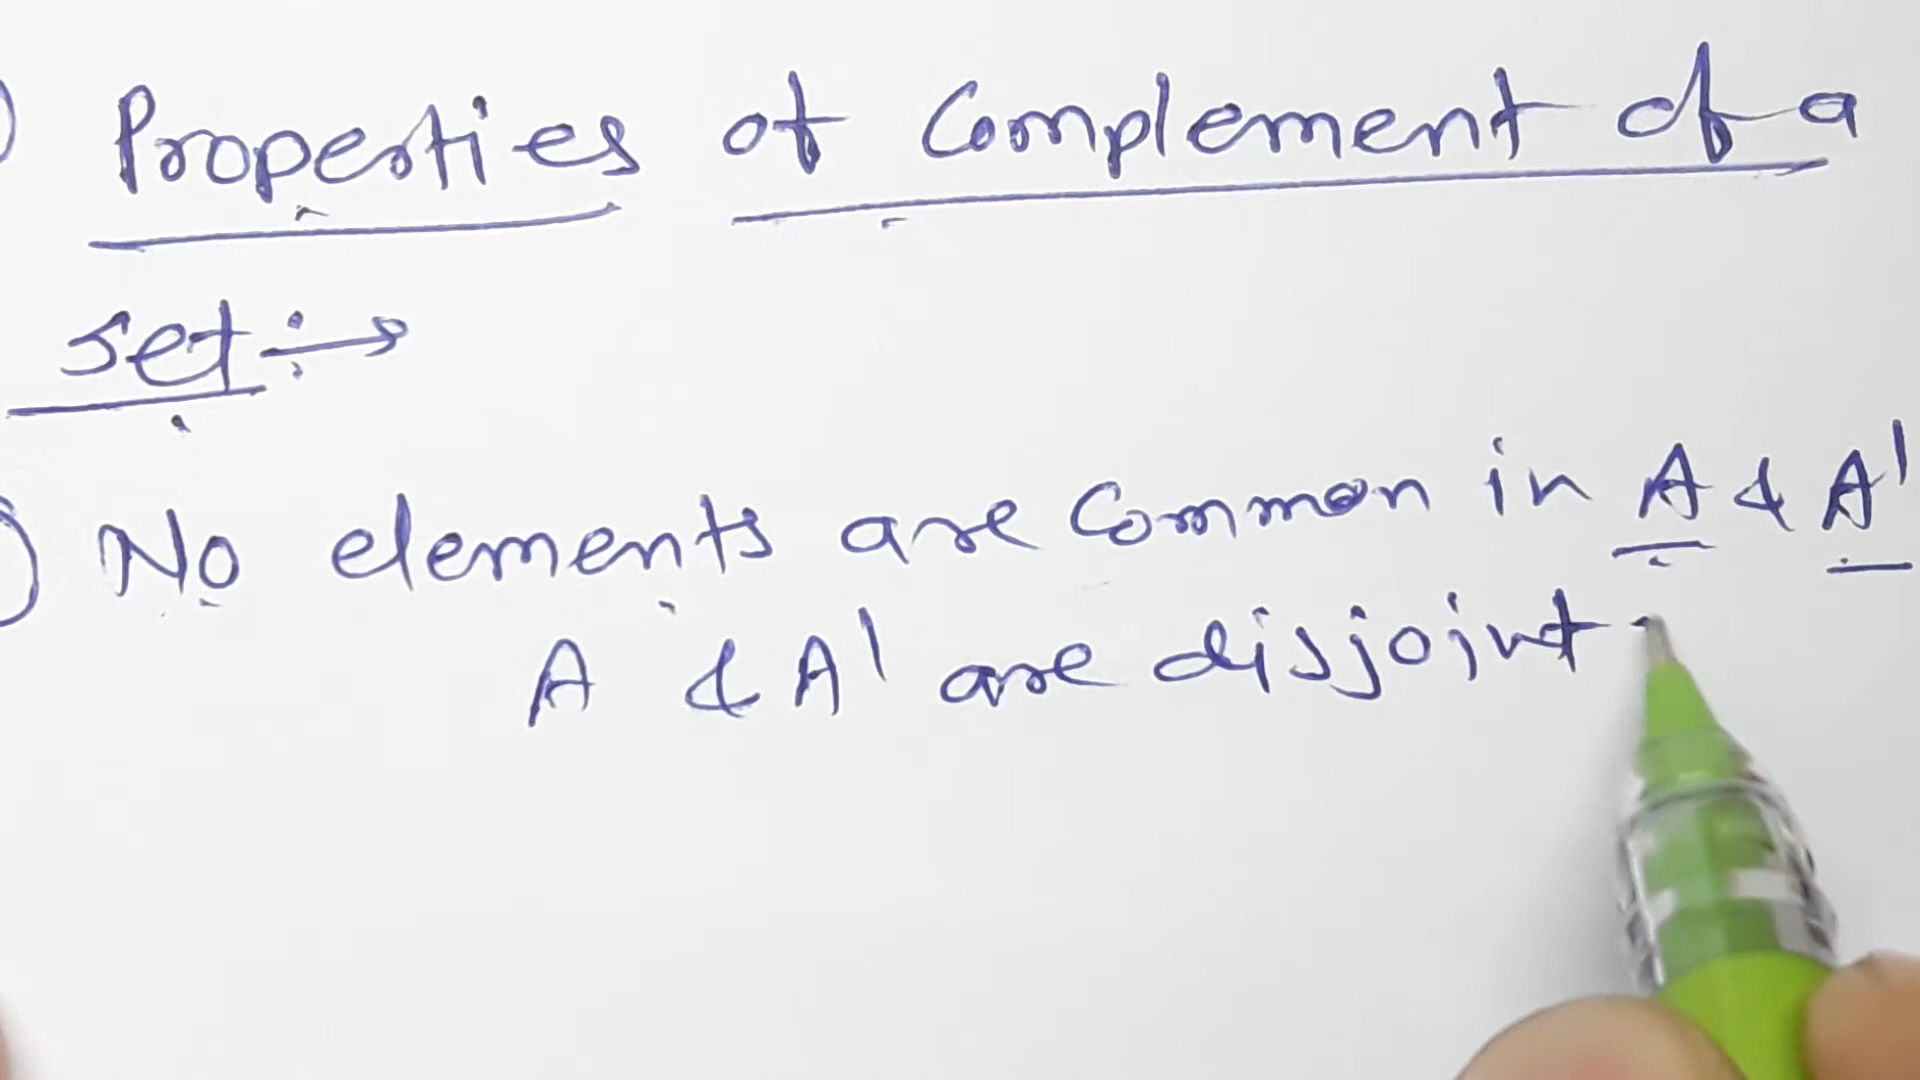 ) Properties of Complement of a
set :→
) No elements are common in A & A'
A & A' are disjoint